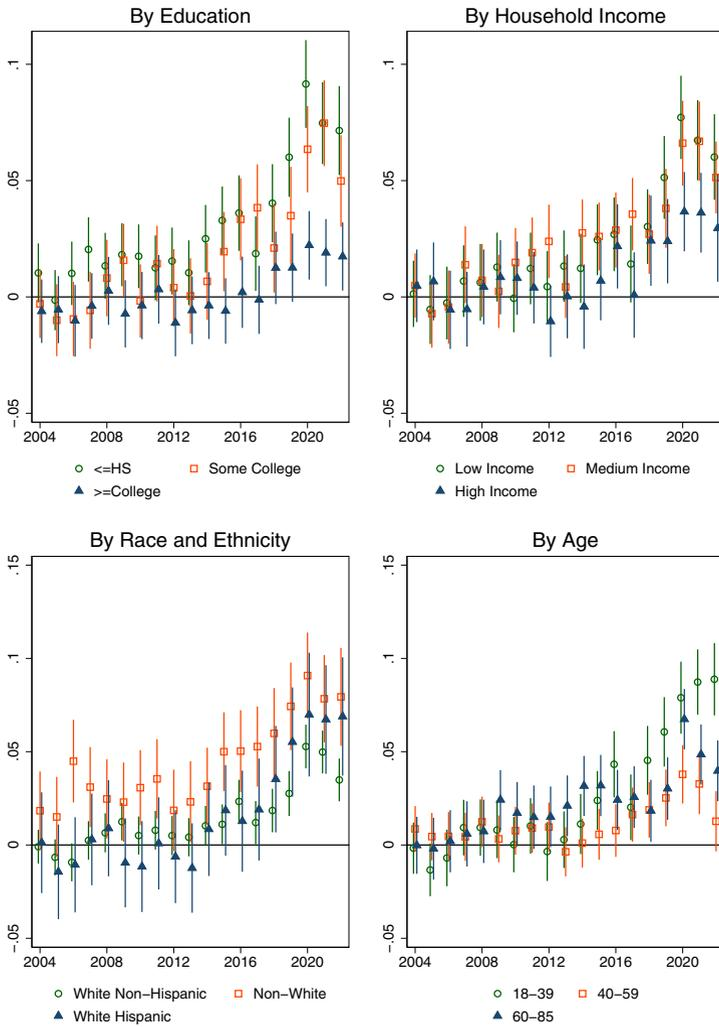 By Education
.1
.05
0
-.05
2004 2008 2012 2016 2020
<=HS Some College
>=College
By Household Income
.1
.05
0
-.05
2004 2008 2012 2016 2020
Low Income Medium Income
High Income
By Race and Ethnicity
.15
.1
.05
0
-.05
2004 2008 2012 2016 2020
White Non-Hispanic Non-White
White Hispanic
By Age
.15
.1
.05
0
-.05
2004 2008 2012 2016 2020
18-39 40-59
60-85